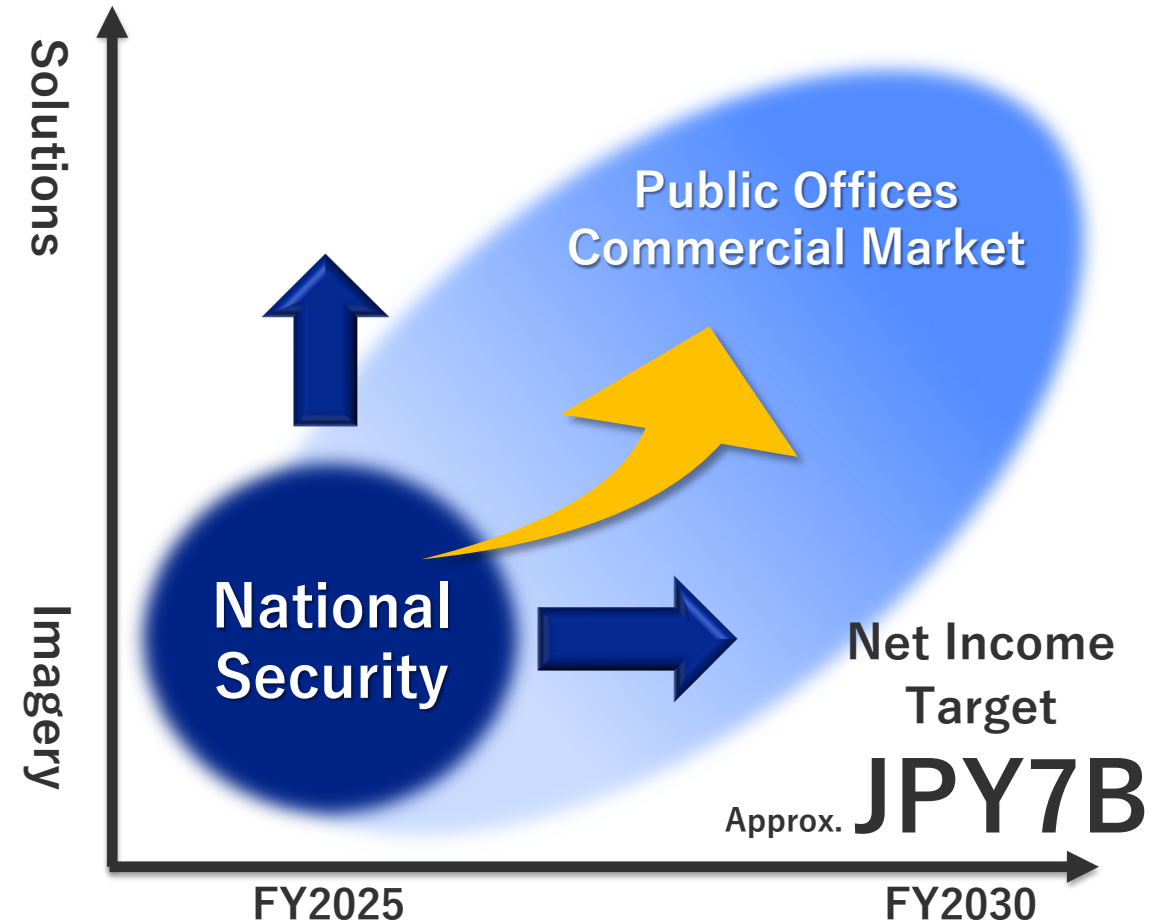 Solutions
Public Offices
Commercial Market
National
Security
Imagery
Net Income
Target
Approx. JPY7B
FY2025
FY2030